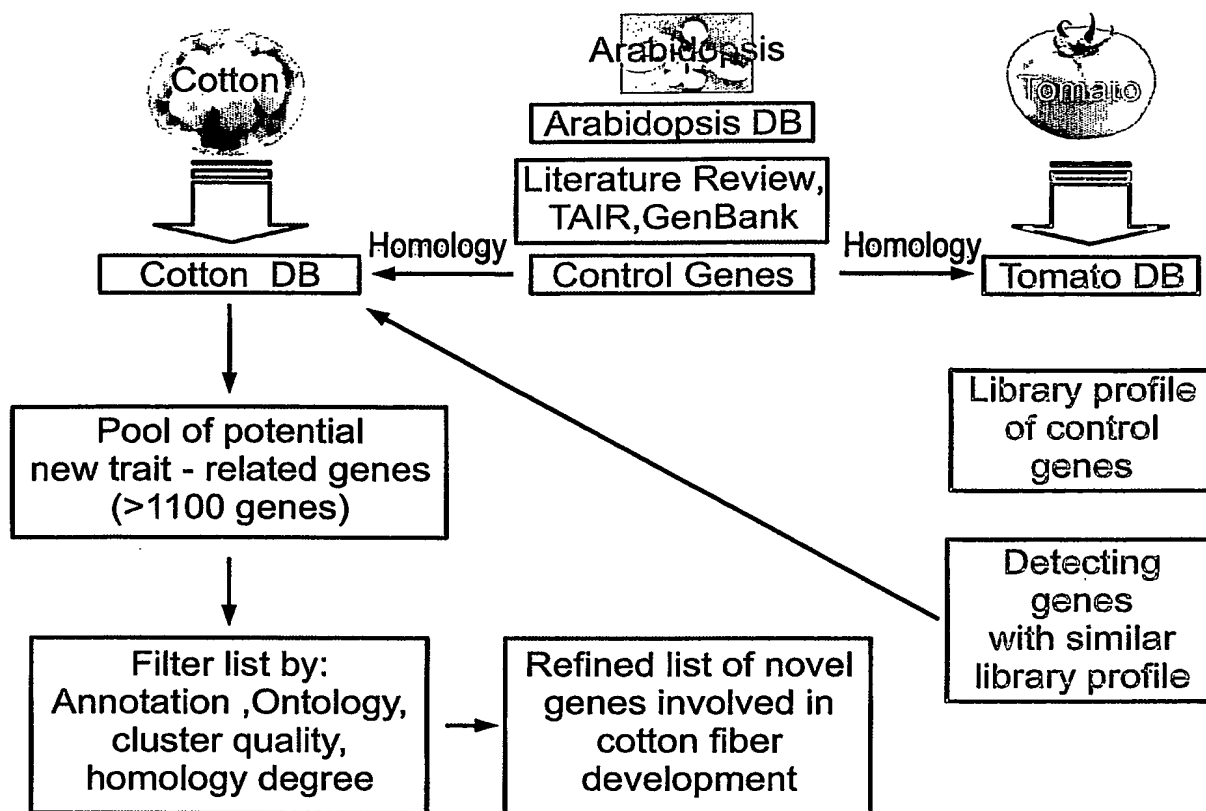 Cotton
Arabidopsis
Tomato
Arabidopsis DB
Literature Review,
TAIR,GenBank
Homology
Homology
Cotton DB
Control Genes
Tomato DB
Pool of potential
new trait - related genes
(>1100 genes)
Library profile
of control
genes
Detecting
genes
with similar
library profile
Filter list by:
Annotation ,Ontology,
cluster quality,
homology degree
Refined list of novel
genes involved in
cotton fiber
development